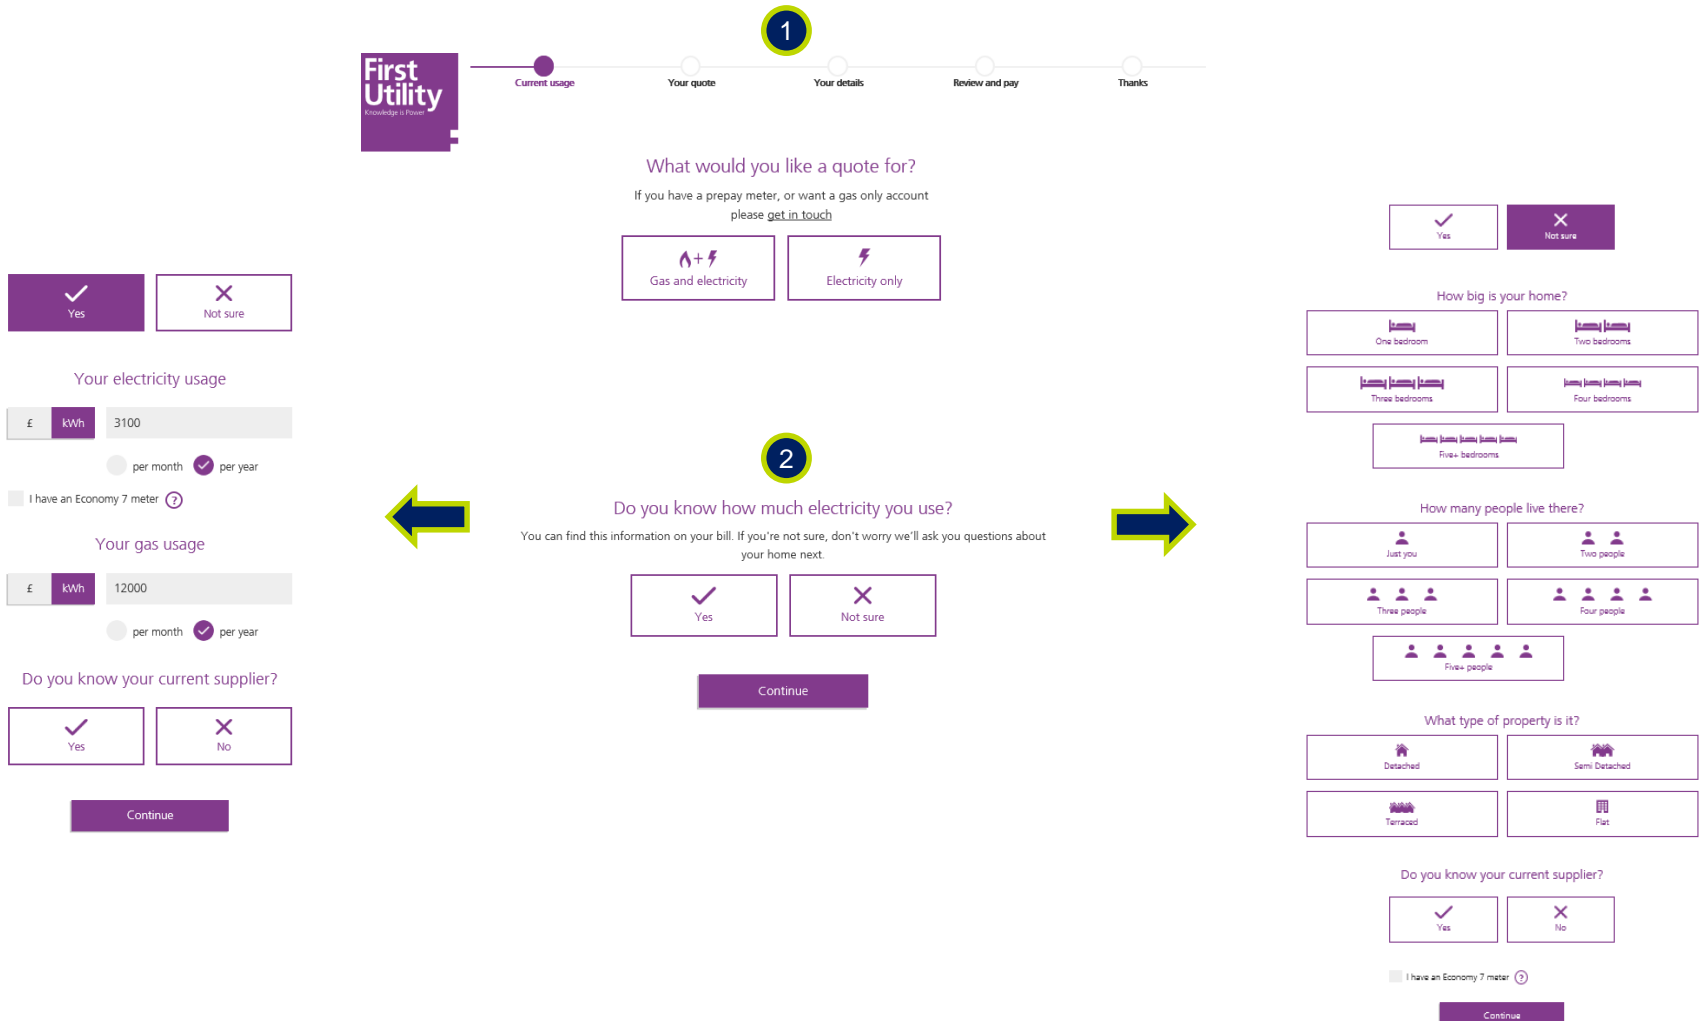 1
First
Utility
Knowledge is Power
Current usage
Your quote
Your details
Review and pay
Thanks
What would you like a quote for?
If you have a prepay meter, or want a gas only account
please get in touch
+
Gas and electricity
Electricity only
2
Do you know how much electricity you use?
You can find this information on your bill. If you're not sure, don't worry we'll ask you questions about
your home next.
Yes
Not sure
Continue
Yes
Not sure
Your electricity usage
£ kWh 3100
per month per year
I have an Economy 7 meter ?
Your gas usage
£ kWh 12000
per month per year
Do you know your current supplier?
Yes
No
Continue
Yes
Not sure
How big is your home?
One bedroom
Two bedrooms
Three bedrooms
Four bedrooms
Five+ bedrooms
How many people live there?
Just you
Two people
Three people
Four people
Five+ people
What type of property is it?
Detached
Semi Detached
Terraced
Flat
Do you know your current supplier?
Yes
No
I have an Economy 7 meter ?
Continue